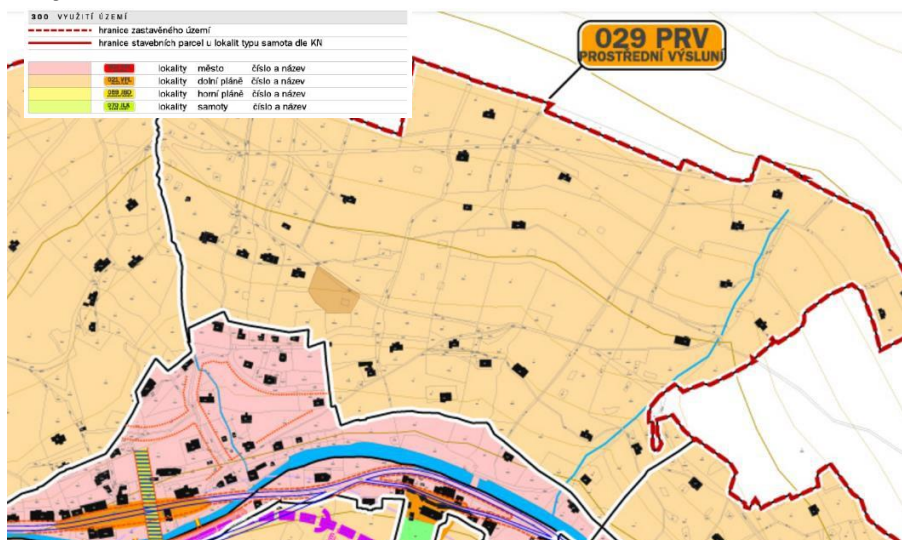 300 VYUŽITÍ ÚZEMÍ
hranice zastavěného území
hranice stavebních parcel u lokalit typu samota dle KN
lokality město číslo a název
lokality dolní pláně číslo a název
lokality horní pláně číslo a název
lokality samoty číslo a název
029 PRV
PROSTŘEDNÍ VÝSLUNÍ